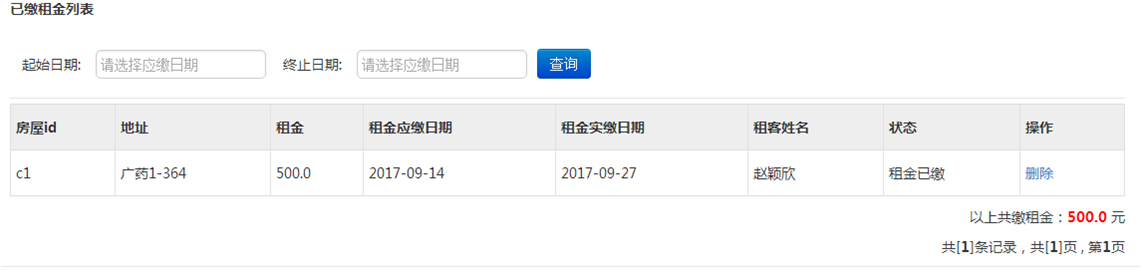 已缴租金列表
起始日期: 请选择应缴日期 终止日期: 请选择应缴日期 查询
房屋id 地址 租金 租金应缴日期 租金实缴日期 租客姓名 状态 操作
c1 广药1-364 500.0 2017-09-14 2017-09-27 赵颖欣 租金已缴 删除
以上共缴租金：500.0 元
共[1]条记录，共[1]页 , 第1页